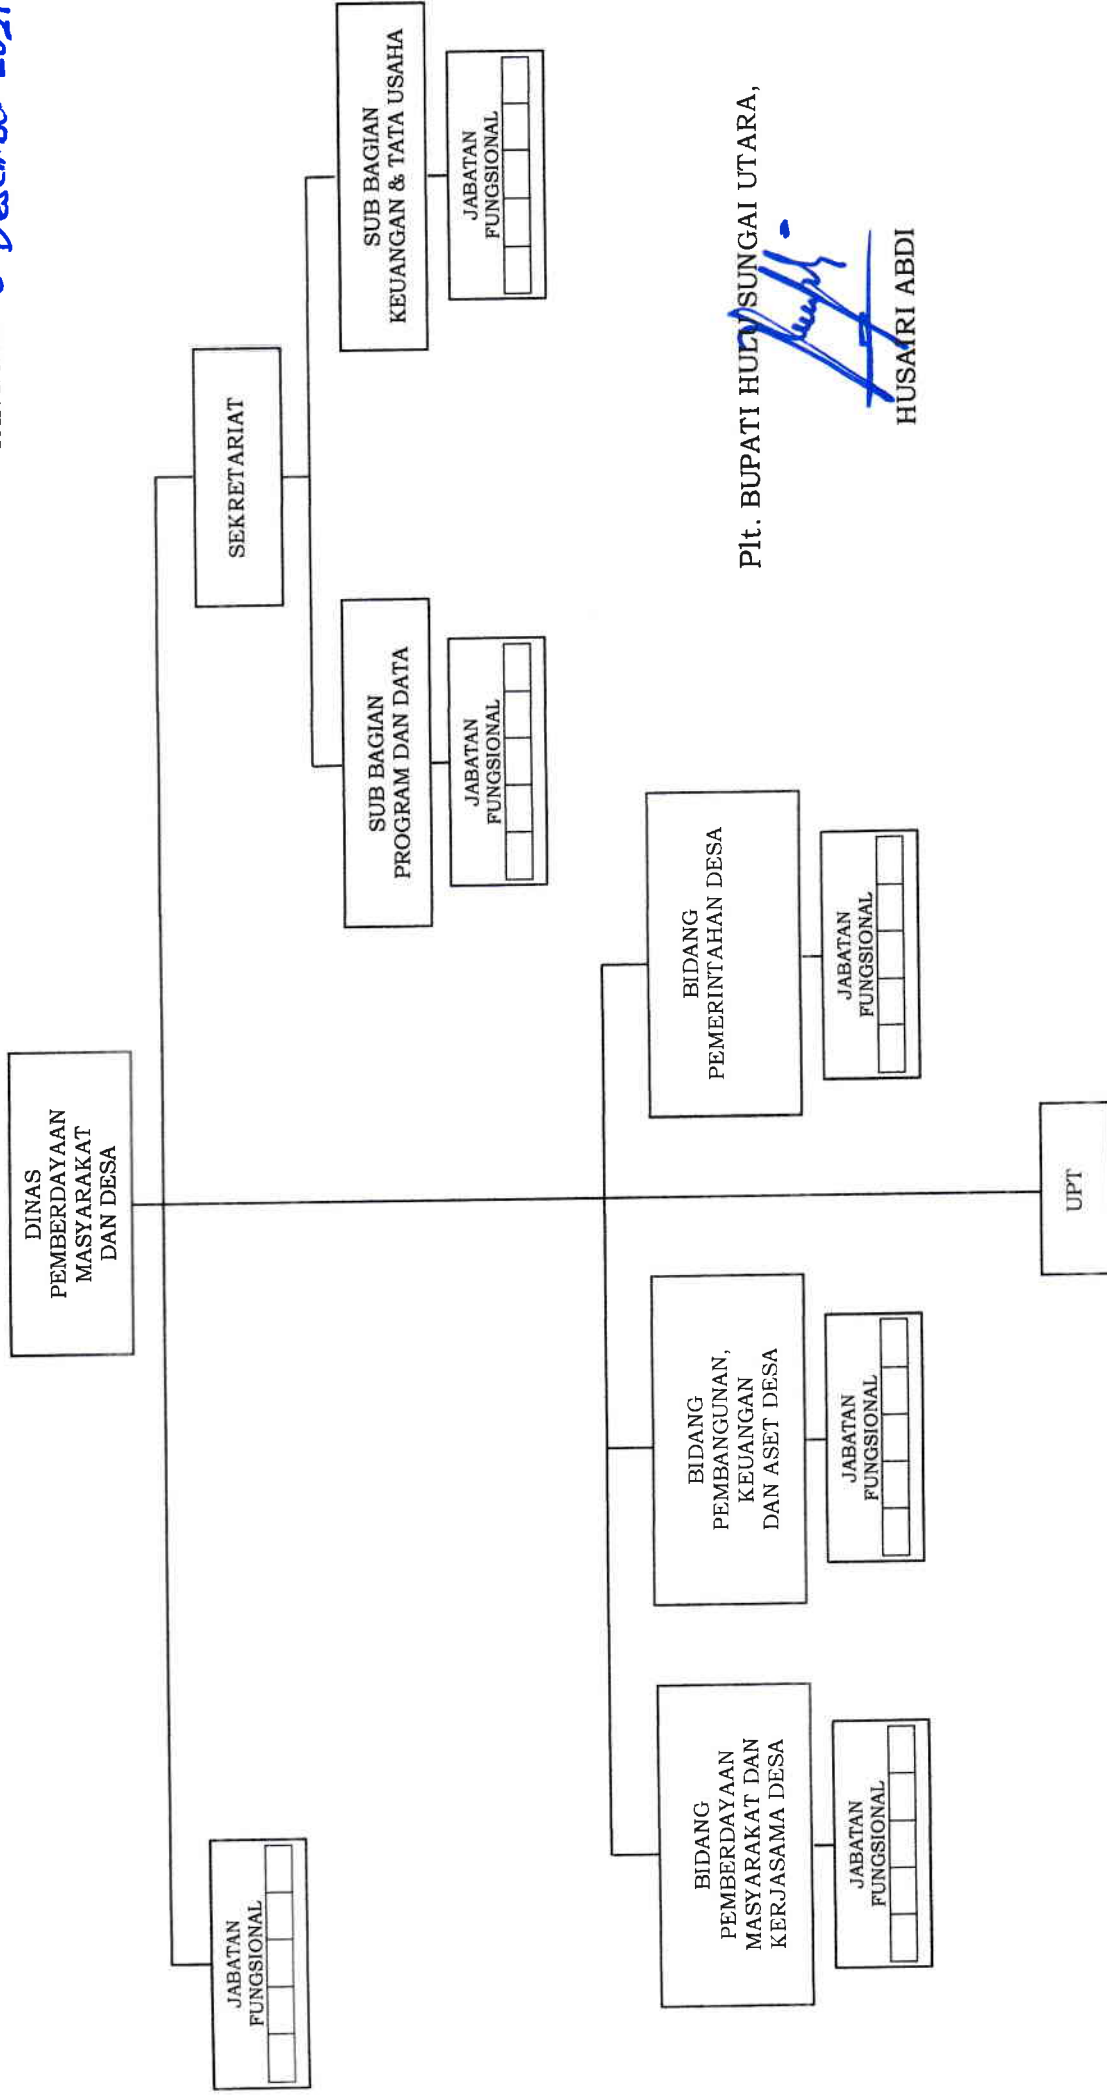 Desember 2021
DINAS
PEMBERDAYAAN
MASYARAKAT
DAN DESA
JABATAN
FUNGSIONAL
SEKRETARIAT
SUB BAGIAN
PROGRAM DAN DATA
JABATAN
FUNGSIONAL
SUB BAGIAN
KEUANGAN & TATA USAHA
JABATAN
FUNGSIONAL
BIDANG
PEMBERDAYAAN
MASYARAKAT DAN
KERJASAMA DESA
JABATAN
FUNGSIONAL
BIDANG
PEMBANGUNAN,
KEUANGAN
DAN ASET DESA
JABATAN
FUNGSIONAL
BIDANG
PEMERINTAHAN DESA
JABATAN
FUNGSIONAL
UPT
Plt. BUPATI HULU SUNGAI UTARA,
HUSAIRI ABDI